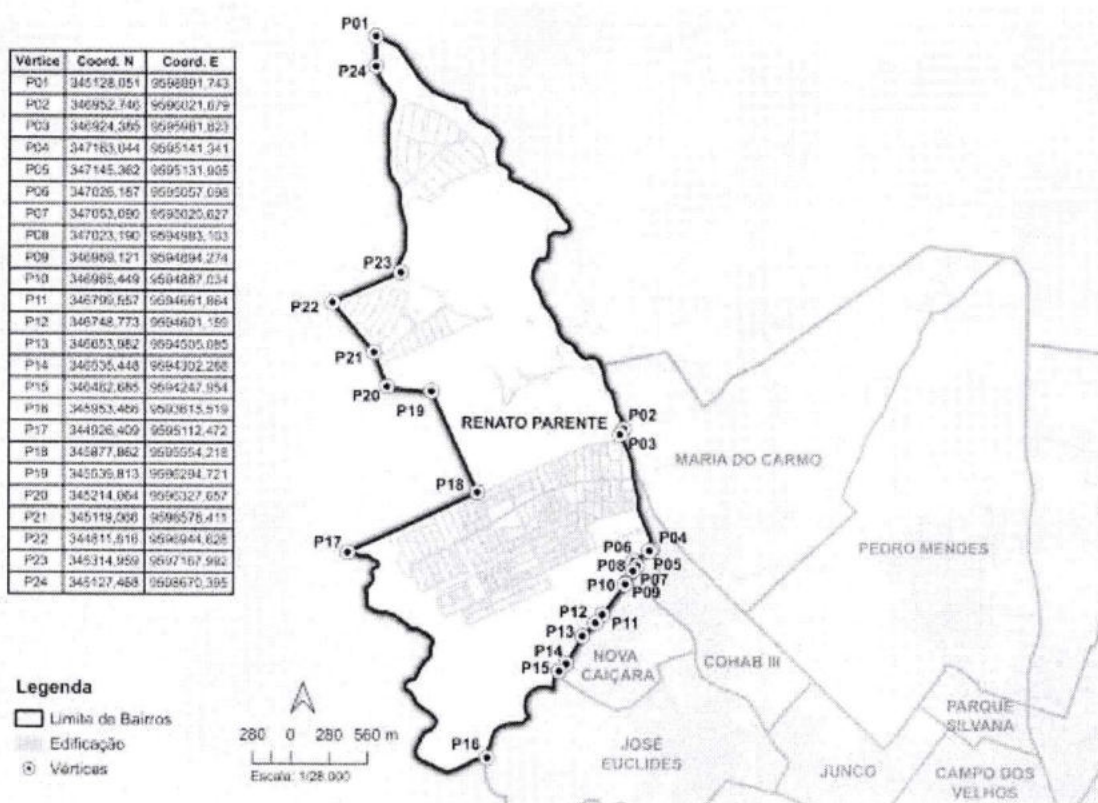 Vértice Coord. N Coord. E
P01 345128,051 9598891,743
P02 346952,746 9596021,679
P03 346924,385 9595981,823
P04 347163,044 9595141,341
P05 347145,362 9595131,905
P06 347026,187 9595057,098
P07 347053,090 9595020,627
P08 347023,190 9594983,103
P09 346969,121 9594894,274
P10 346965,449 9594887,034
P11 346799,557 9594661,864
P12 346748,773 9594601,159
P13 346653,982 9594505,085
P14 346535,448 9594302,268
P15 346482,685 9594247,954
P16 345953,466 9593615,519
P17 344926,409 9595112,472
P18 345877,862 9595554,218
P19 345539,813 9596294,721
P20 345214,064 9596327,657
P21 345119,066 9596578,411
P22 344811,916 9596944,628
P23 345314,959 9597167,992
P24 345127,468 9598670,395
P01
P24
P23
P22
P21
P20
P19
RENATO PARENTE
P02
P03
MARIA DO CARMO
P18
P17
P04
P06
P05
P08
P07
P10
P09
PEDRO MENDES
P12
P11
P13
P14
P15
NOVA
CAIÇARA
COHAB III
PARQUE
SILVANA
P16
JOSÉ
EUCLIDES
JUNCO
CAMPO DOS
VELHOS
Legenda
Limite de Bairros
Edificação
Vértices
280 0 280 560 m
Escala: 1/28.000